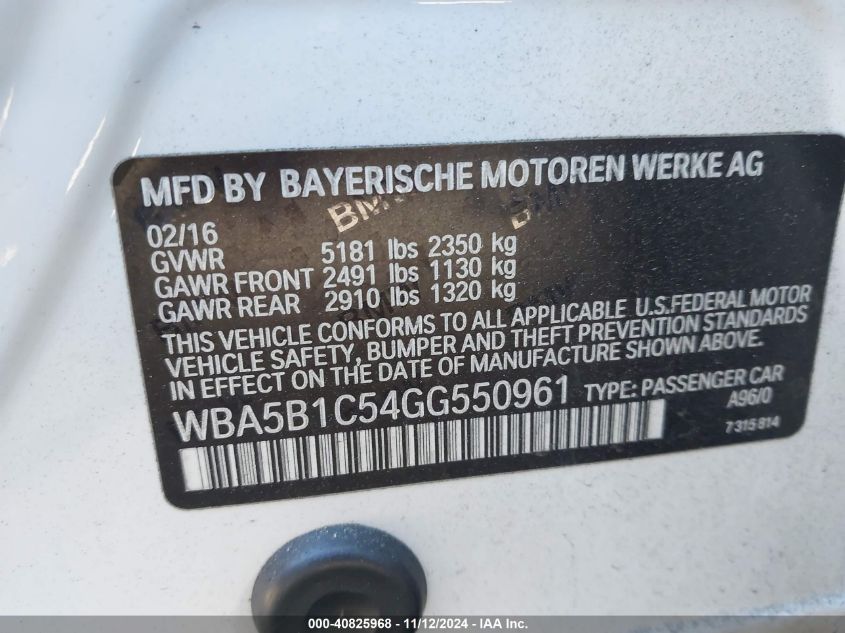 MFD BY BAYERISCHE MOTOREN WERKE AG
02/16
GVWR 5181 lbs 2350 kg
GAWR FRONT 2491 lbs 1130 kg
GAWR REAR 2910 lbs 1320 kg
THIS VEHICLE CONFORMS TO ALL APPLICABLE U.S.FEDERAL MOTOR
VEHICLE SAFETY, BUMPER AND THEFT PREVENTION STANDARDS
IN EFFECT ON THE DATE OF MANUFACTURE SHOWN ABOVE.
WBA5B1C54GG550961 TYPE: PASSENGER CAR
A96/0
7 315 814
000-40825968 - 11/12/2024 - IAA Inc.